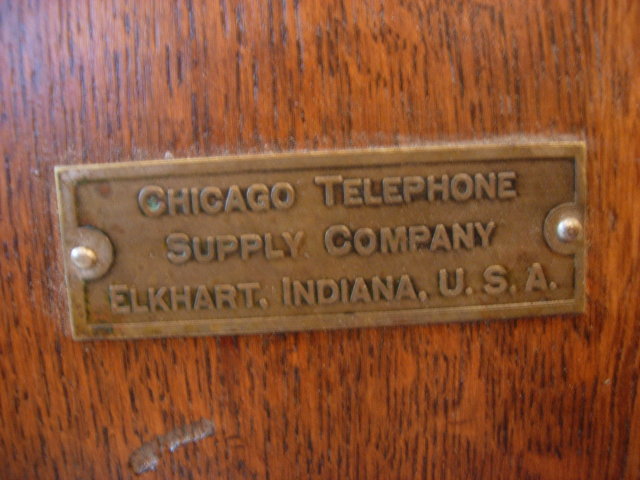 CHICAGO TELEPHONE
SUPPLY COMPANY
ELKHART, INDIANA, U. S. A.